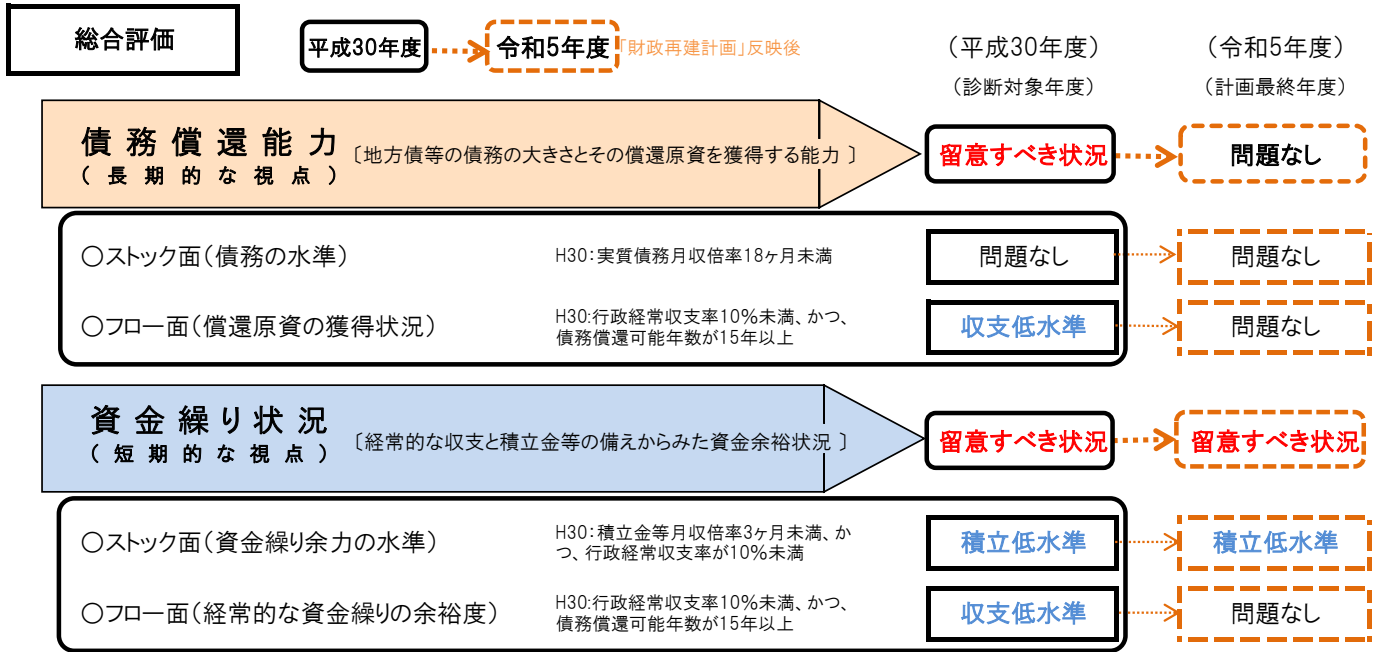 総合評価
平成30年度
令和5年度
「財政再建計画」反映後
（平成30年度）
（令和5年度）
（診断対象年度）
（計画最終年度）
債務償還能力
（長期的な視点）
〔地方債等の債務の大きさとその償還原資を獲得する能力〕
留意すべき状況
問題なし
○ストック面（債務の水準）
H30：実質債務月収倍率18ヶ月未満
問題なし
問題なし
○フロー面（償還原資の獲得状況）
H30:行政経常収支率10%未満、かつ、
債務償還可能年数が15年以上
収支低水準
問題なし
資金繰り状況
（短期的な視点）
〔経常的な収支と積立金等の備えからみた資金余裕状況〕
留意すべき状況
留意すべき状況
○ストック面（資金繰り余力の水準）
H30：積立金等月収倍率3ヶ月未満、か
つ、行政経常収支率が10%未満
積立低水準
積立低水準
○フロー面（経常的な資金繰りの余裕度）
H30:行政経常収支率10%未満、かつ、
債務償還可能年数が15年以上
収支低水準
問題なし